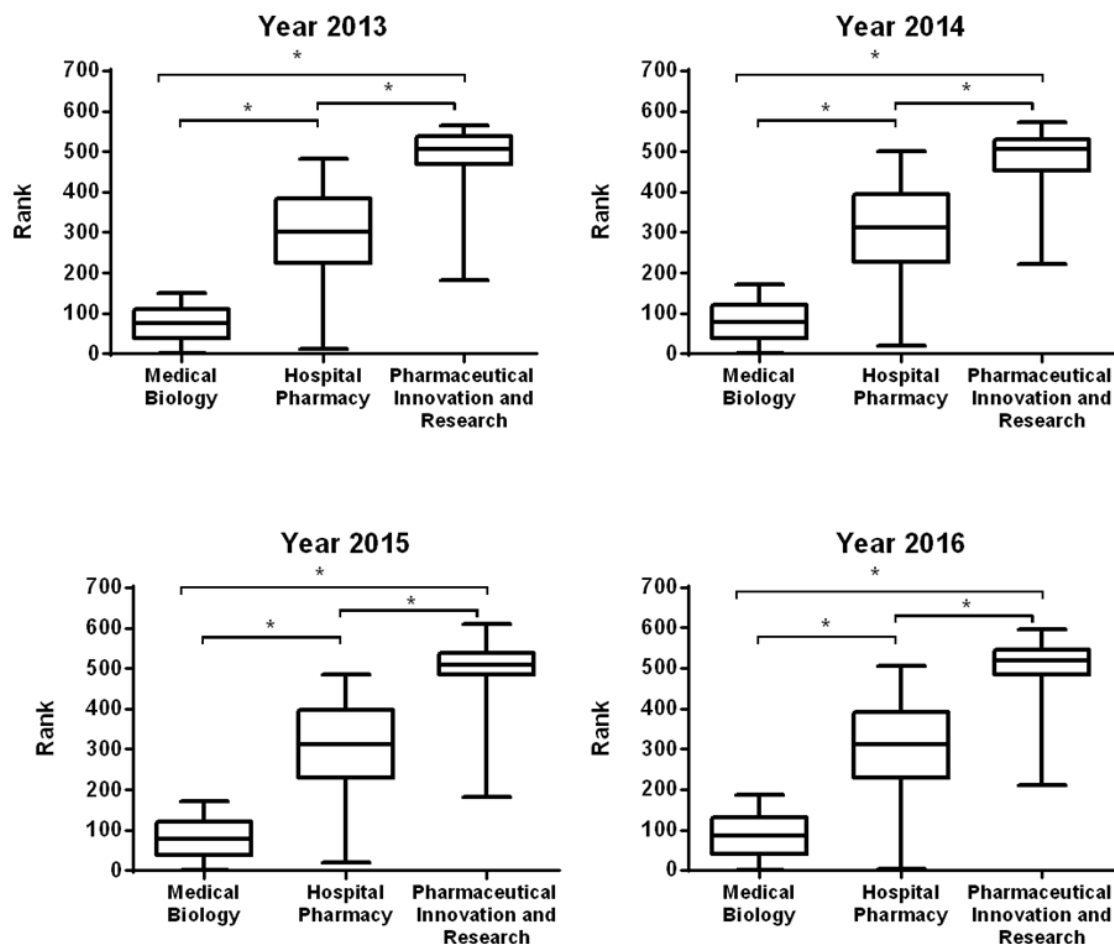 Year 2013
*
*
*
700
600
500
400
300
200
100
0
Rank
Medical
Biology
Hospital
Pharmacy
Pharmaceutical
Innovation and
Research
Year 2014
*
*
*
700
600
500
400
300
200
100
0
Rank
Medical
Biology
Hospital
Pharmacy
Pharmaceutical
Innovation and
Research
Year 2015
*
*
*
700
600
500
400
300
200
100
0
Rank
Medical
Biology
Hospital
Pharmacy
Pharmaceutical
Innovation and
Research
Year 2016
*
*
*
700
600
500
400
300
200
100
0
Rank
Medical
Biology
Hospital
Pharmacy
Pharmaceutical
Innovation and
Research